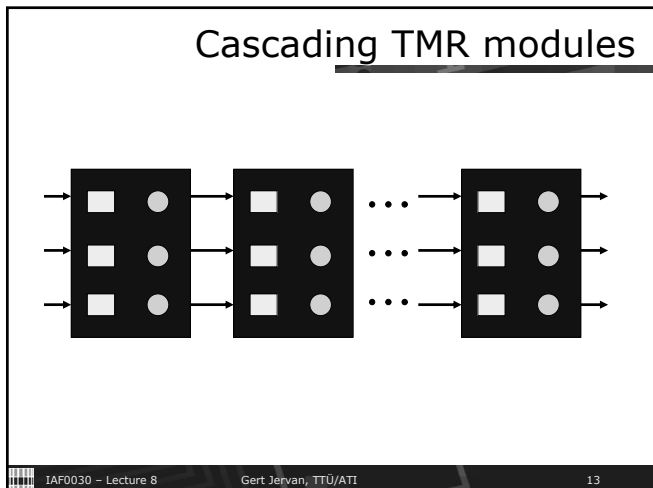 Cascading TMR modules
IAF0030 – Lecture 8 Gert Jervan, TTÜ/ATI 13